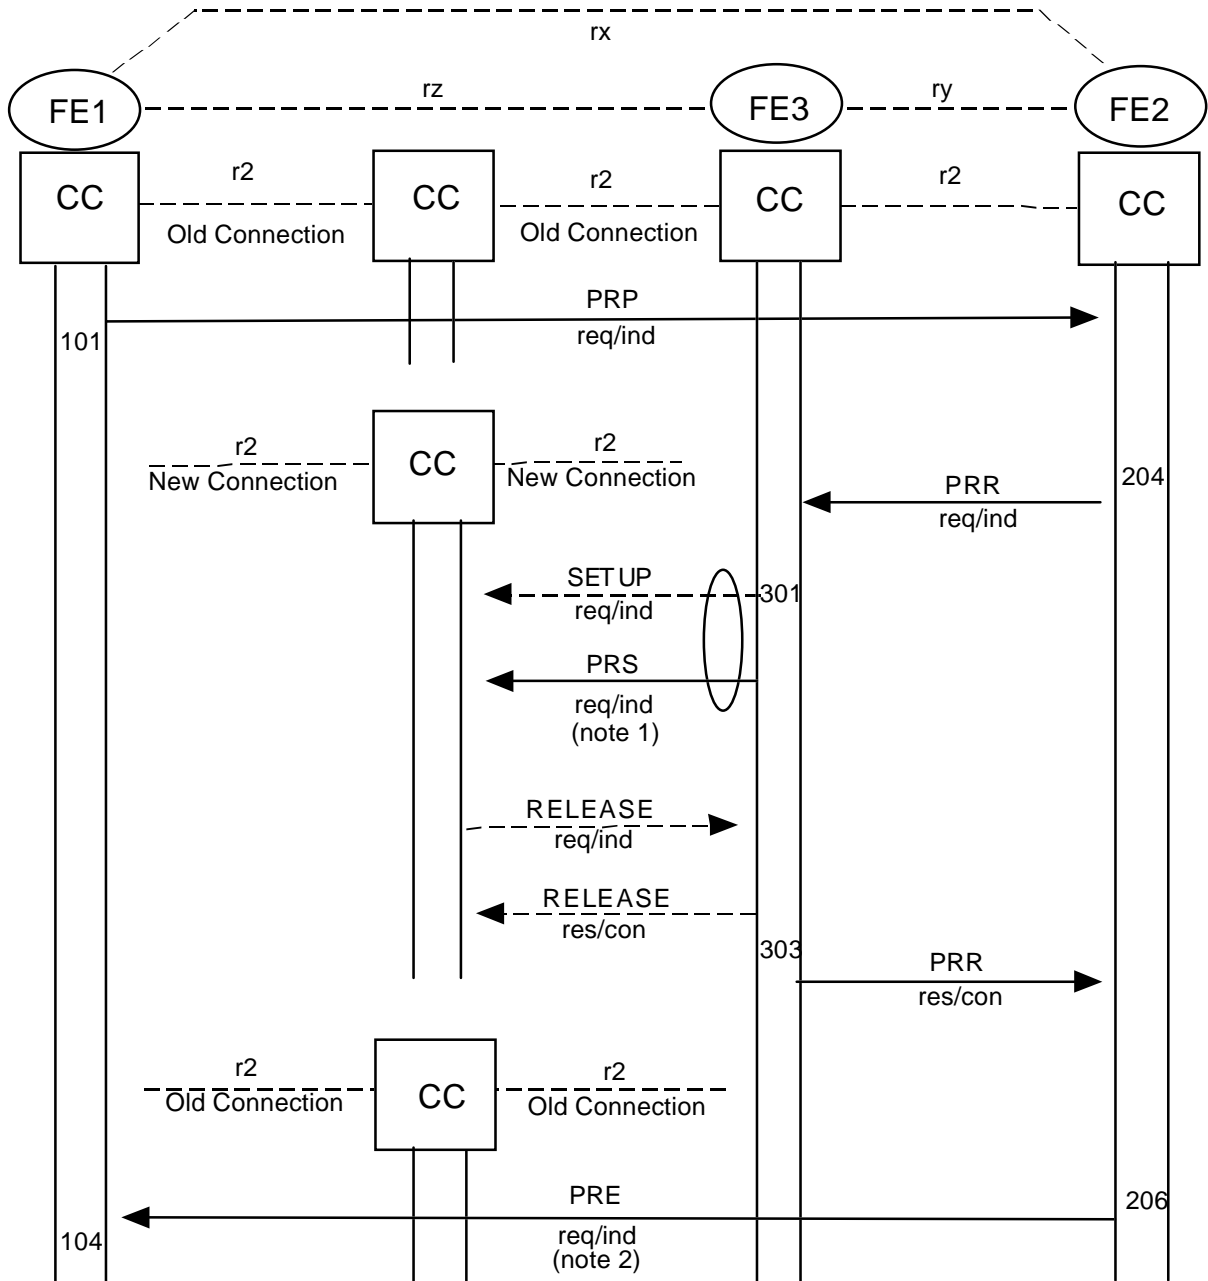 rx
rz
ry
FE1
FE3
FE2
r2
r2
r2
CC
CC
CC
CC
Old Connection
Old Connection
PRP
101
req/ind
r2
r2
CC
New Connection
New Connection
204
PRR
req/ind
SETUP
301
req/ind
PRS
req/ind
(note 1)
RELEASE
req/ind
RELEASE
res/con
303
PRR
res/con
r2
r2
CC
Old Connection
Old Connection
PRE
206
104
req/ind
(note 2)